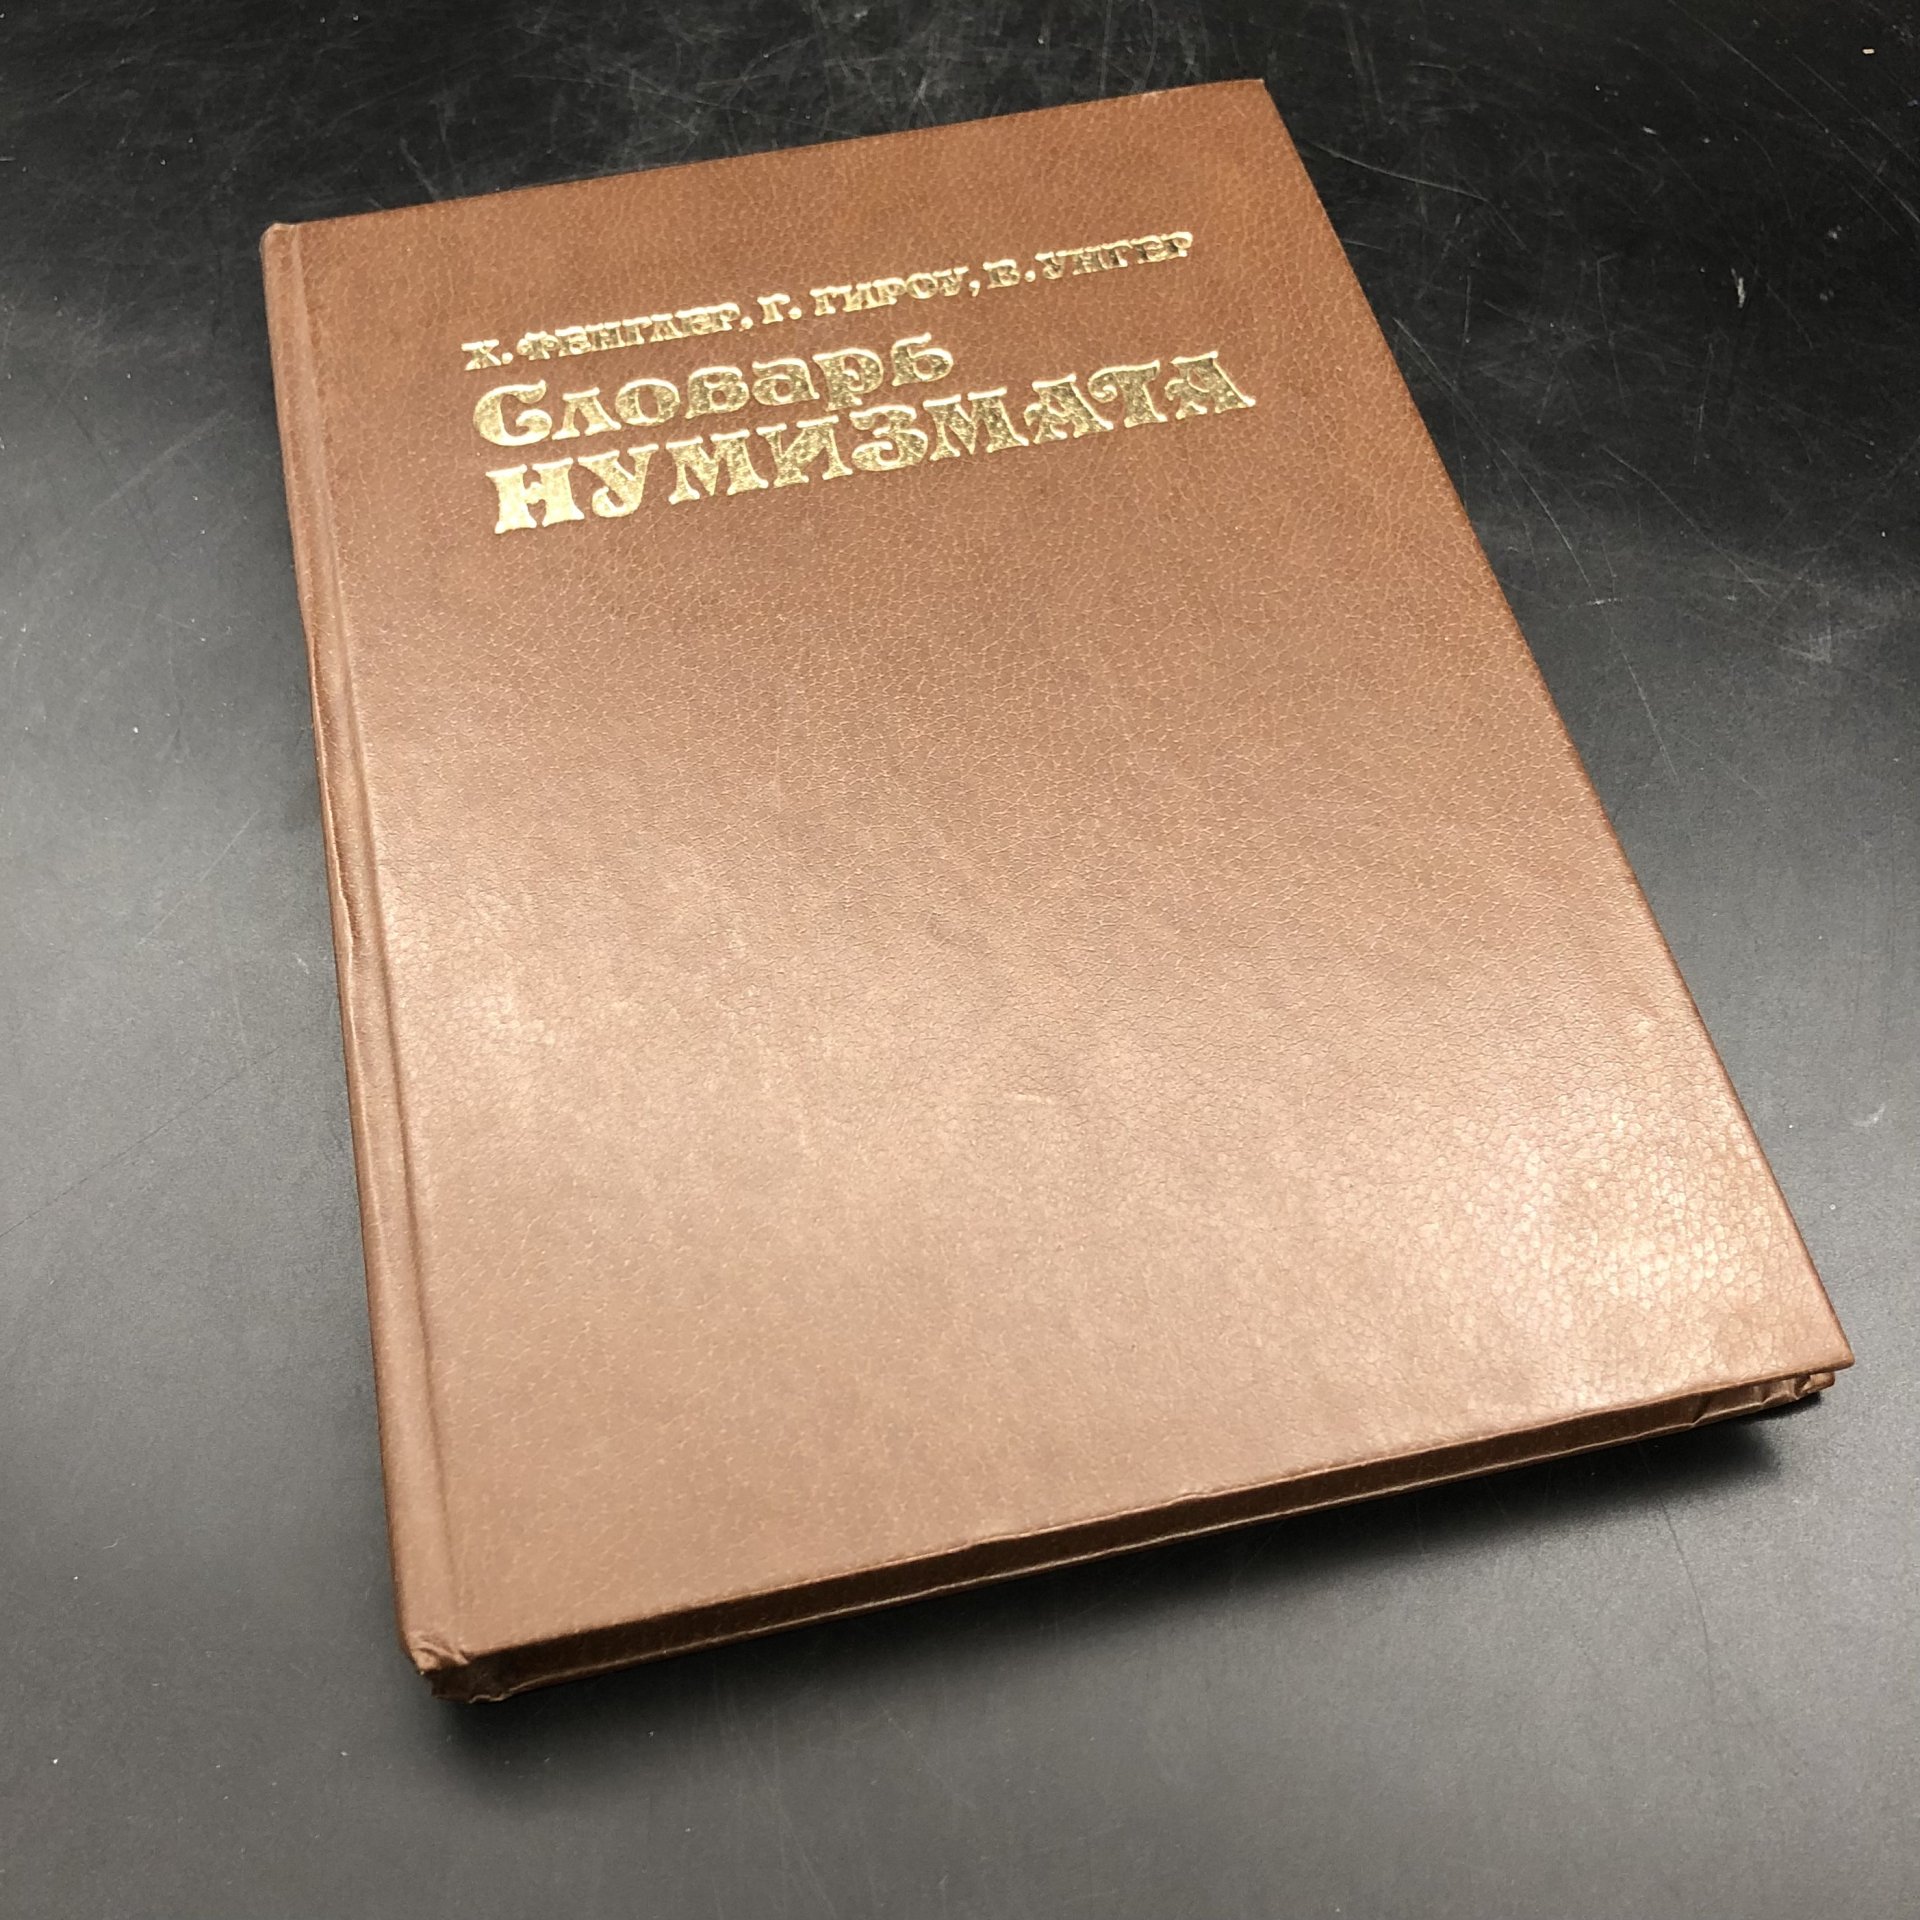 Х. ФЕНГЛЕР, Г. ГИРОУ, В. УНГЕР
Словарь
НУМИЗМАТА